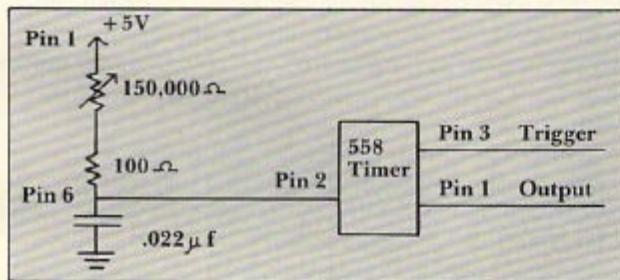 Pin 1 +5V
150,000Ω
100Ω
Pin 6
.022μf
Pin 2
558
Timer
Pin 3 Trigger
Pin 1 Output